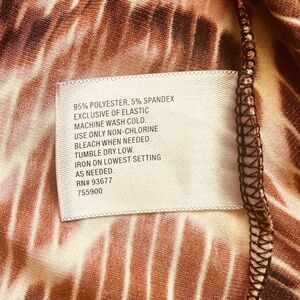 95% POLYESTER, 5% SPANDEX
EXCLUSIVE OF ELASTIC
MACHINE WASH COLD.
USE ONLY NON-CHLORINE
BLEACH WHEN NEEDED.
TUMBLE DRY LOW.
IRON ON LOWEST SETTING
AS NEEDED.
RN# 93677
755900